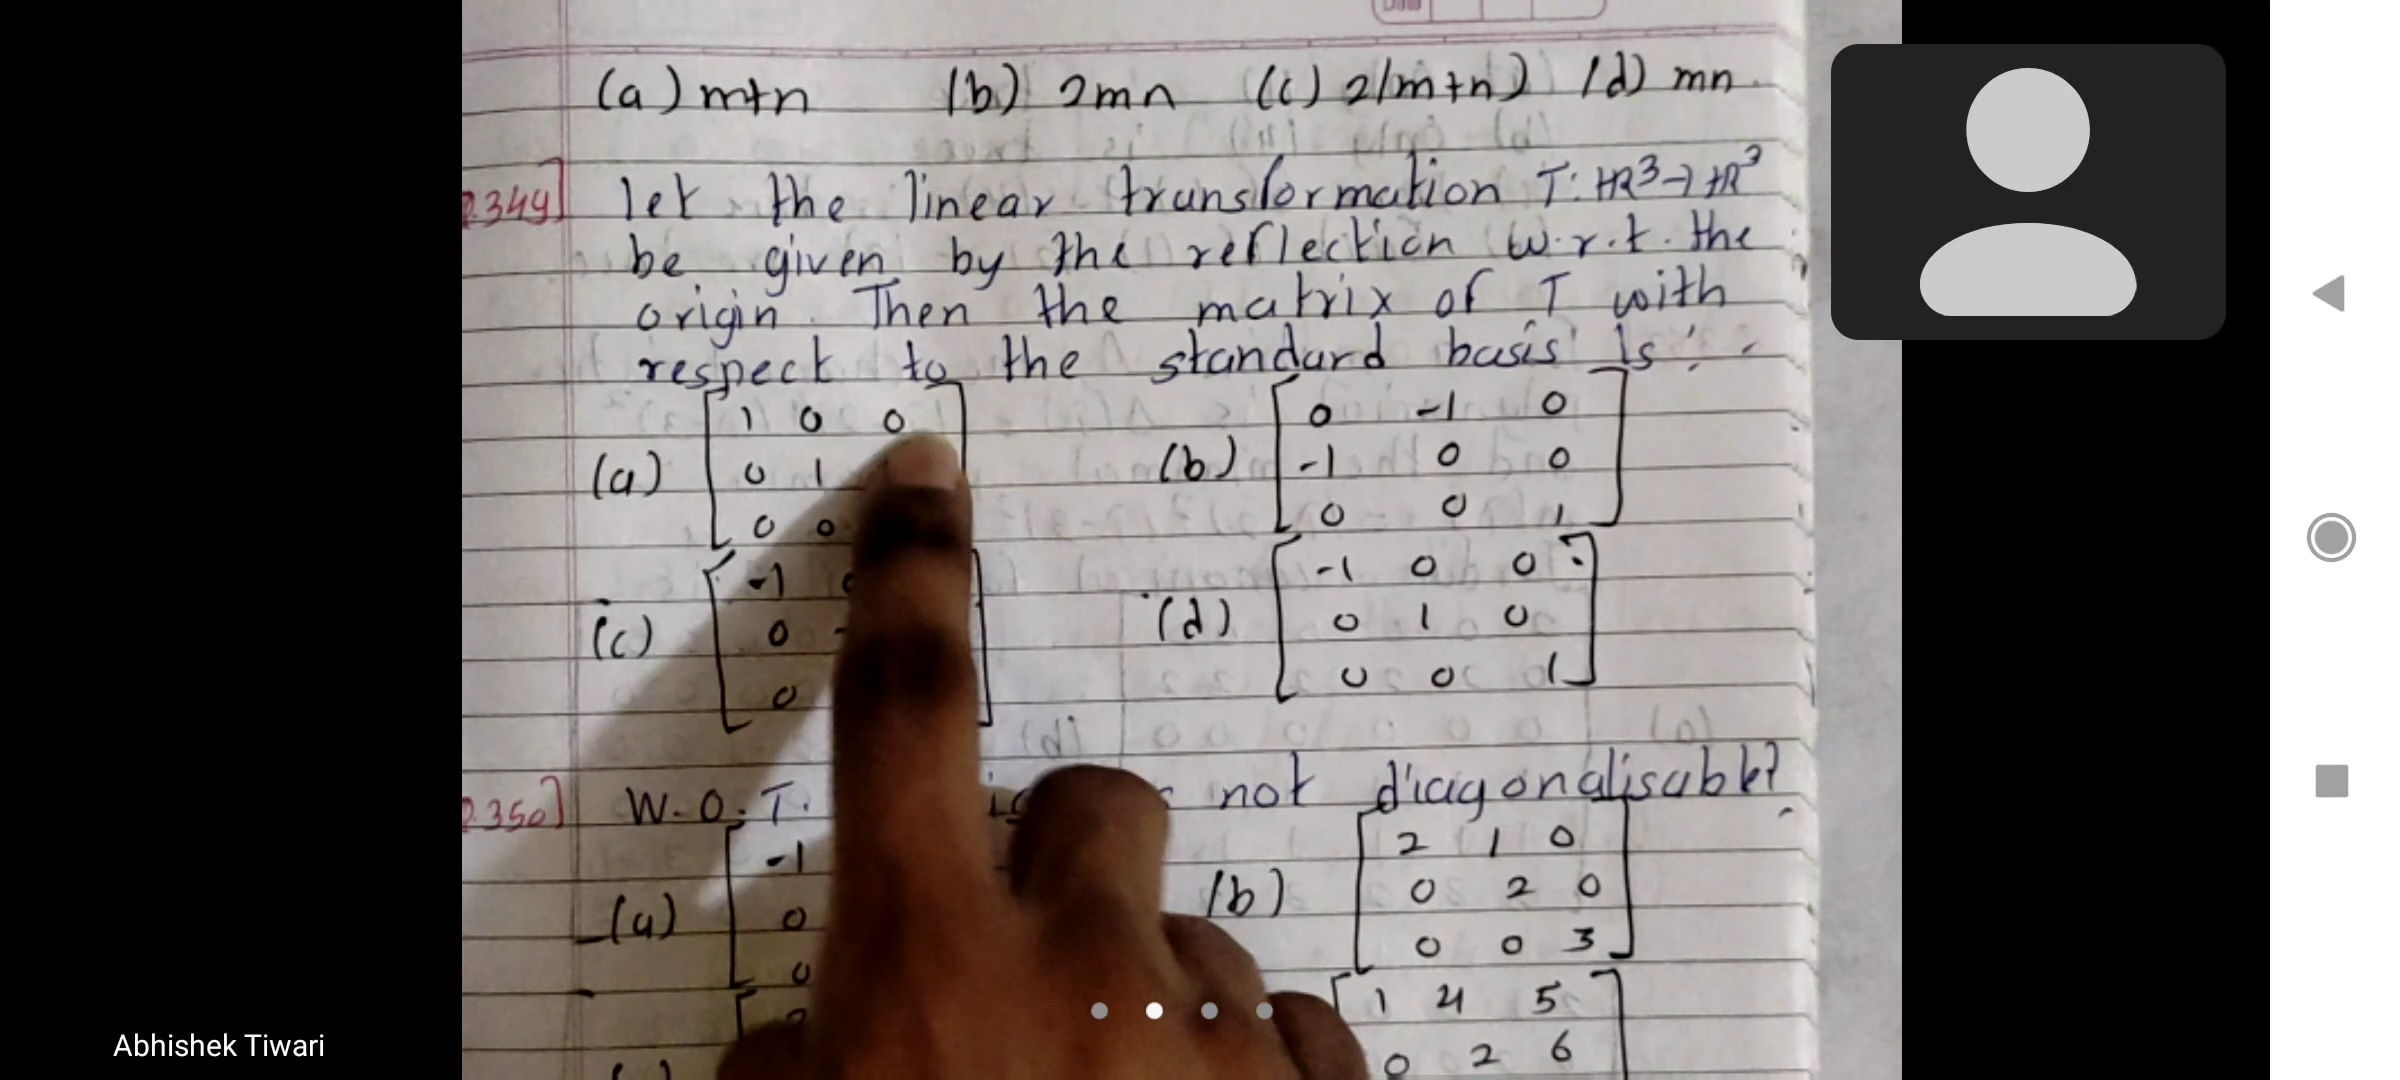 (a) m+n (b) 2mn (c) 2(m+n) (d) mn
let the linear transformation T: IR³→IR³
be given by the reflection w.r.t. the
origin. Then the matrix of T with
respect to the standard basis is:
(a) (b)
1 0 0 0 -1 0
0 1 -1 0 0
0 0 0 0 1
(c) (d)
-1 -1 0 0
0 0 1 0
0 0 0 1
350] W.O.T. not diagonalisable?
(a) (b)
-1 2 1 0
0 0 2 0
0 0 0 3
1 4 5
0 2 6
Abhishek Tiwari